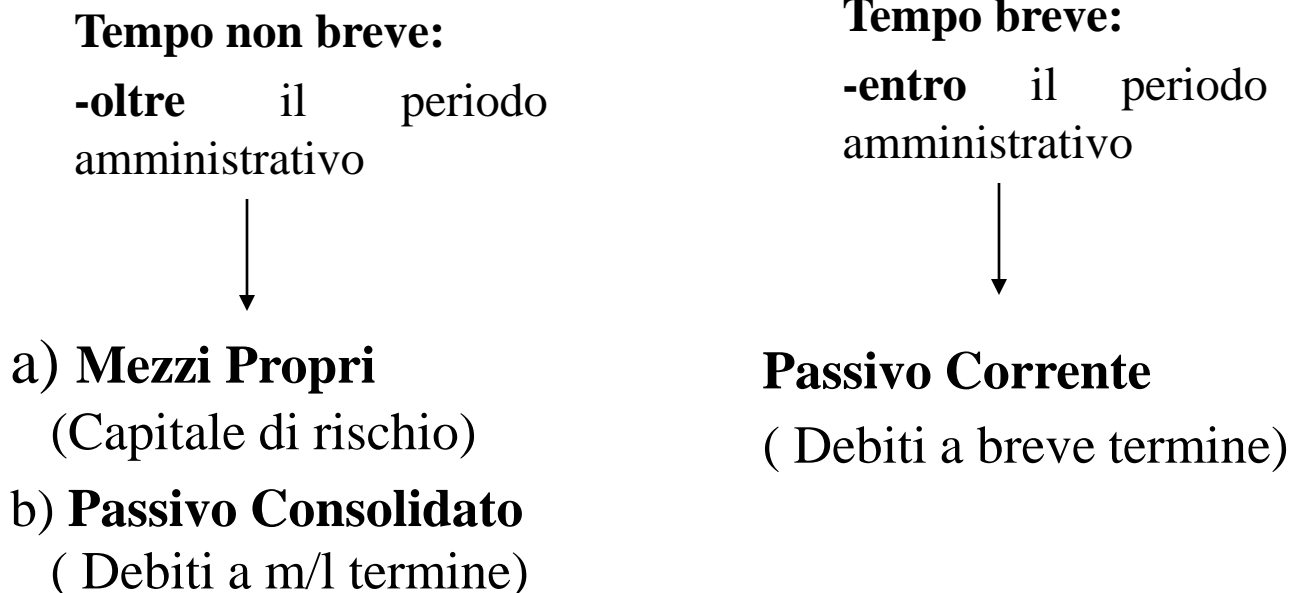 Tempo non breve:
-oltre il periodo
amministrativo
a) Mezzi Propri
(Capitale di rischio)
b) Passivo Consolidato
( Debiti a m/l termine)
Tempo breve:
-entro il periodo
amministrativo
Passivo Corrente
( Debiti a breve termine)